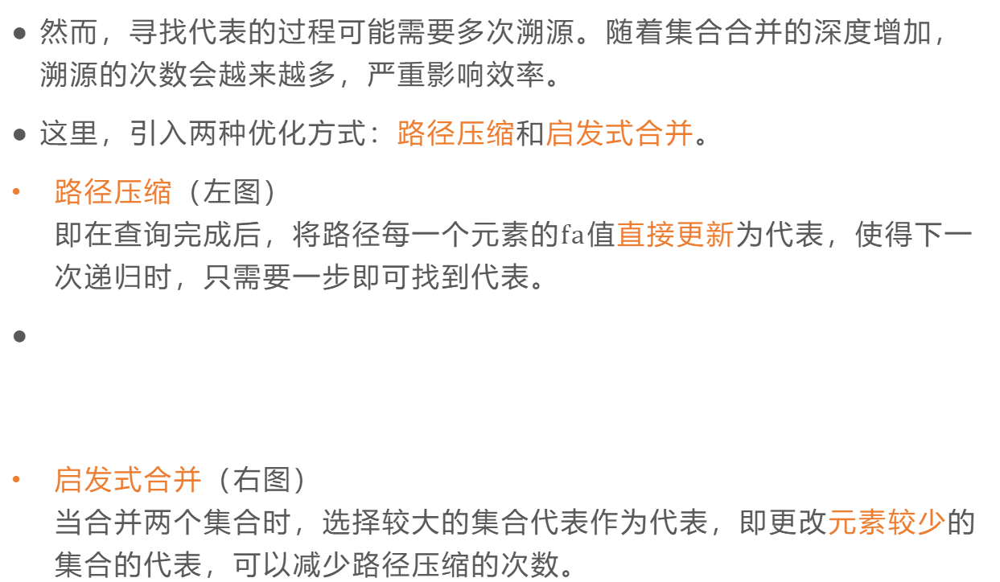 ● 然而，寻找代表的过程可能需要多次溯源。随着集合合并的深度增加，
溯源的次数会越来越多，严重影响效率。
● 这里，引入两种优化方式：路径压缩和启发式合并。
• 路径压缩（左图）
即在查询完成后，将路径每一个元素的fa值直接更新为代表，使得下一
次递归时，只需要一步即可找到代表。
●
• 启发式合并（右图）
当合并两个集合时，选择较大的集合代表作为代表，即更改元素较少的
集合的代表，可以减少路径压缩的次数。